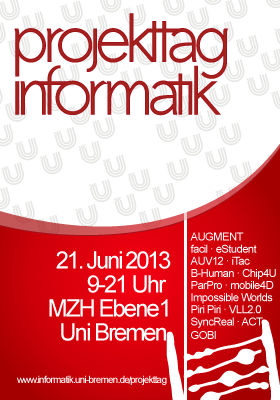 projekttag
informatik
21. Juni 2013
9-21 Uhr
MZH Ebene 1
Uni Bremen
www.informatik.uni-bremen.de/projekttag
AUGMENT
facil · eStudent
AUV12 · iTac
B-Human · Chip4U
ParPro · mobile4D
Impossible Worlds
Piri Piri · VLL2.0
SyncReal · ACT
GOBI